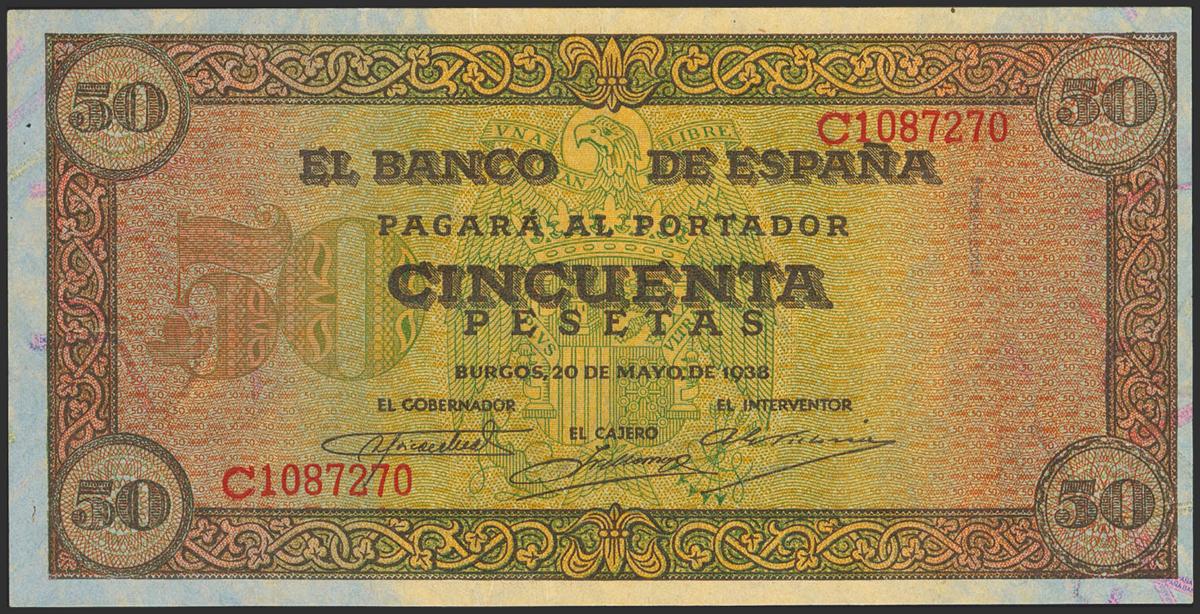 50
50
C1087270
VNA
LIBRE
EL BANCO DE ESPAÑA
PAGARÁ AL PORTADOR
50
CINCUENTA
PESETAS
BURGOS, 20 DE MAYO, DE 1938
EL GOBERNADOR
EL INTERVENTOR
EL CAJERO
C1087270
50
50